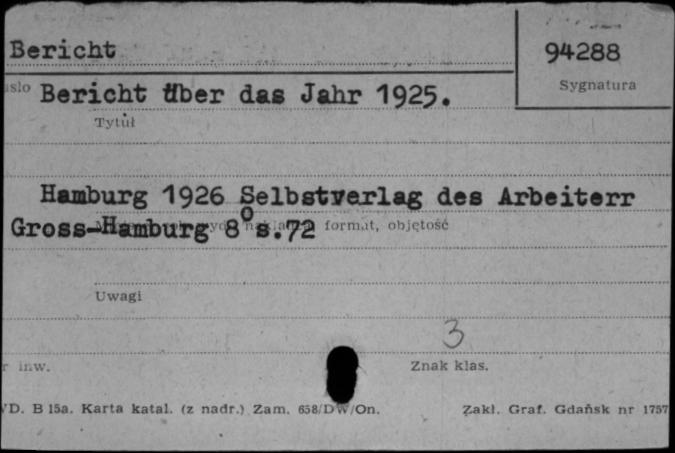 Bericht
94288
Sygnatura
Bericht über das Jahr 1925.
Tytuł
Hamburg 1926 Selbstverlag des Arbeiterr
Gross-Hamburg 8° s.72
format, objętość
Uwagi
3
inw.
Znak klas.
D. B 15a. Karta katal. (z nadr.) Zam. 658/DW/On.
Zakł. Graf. Gdańsk nr 1757